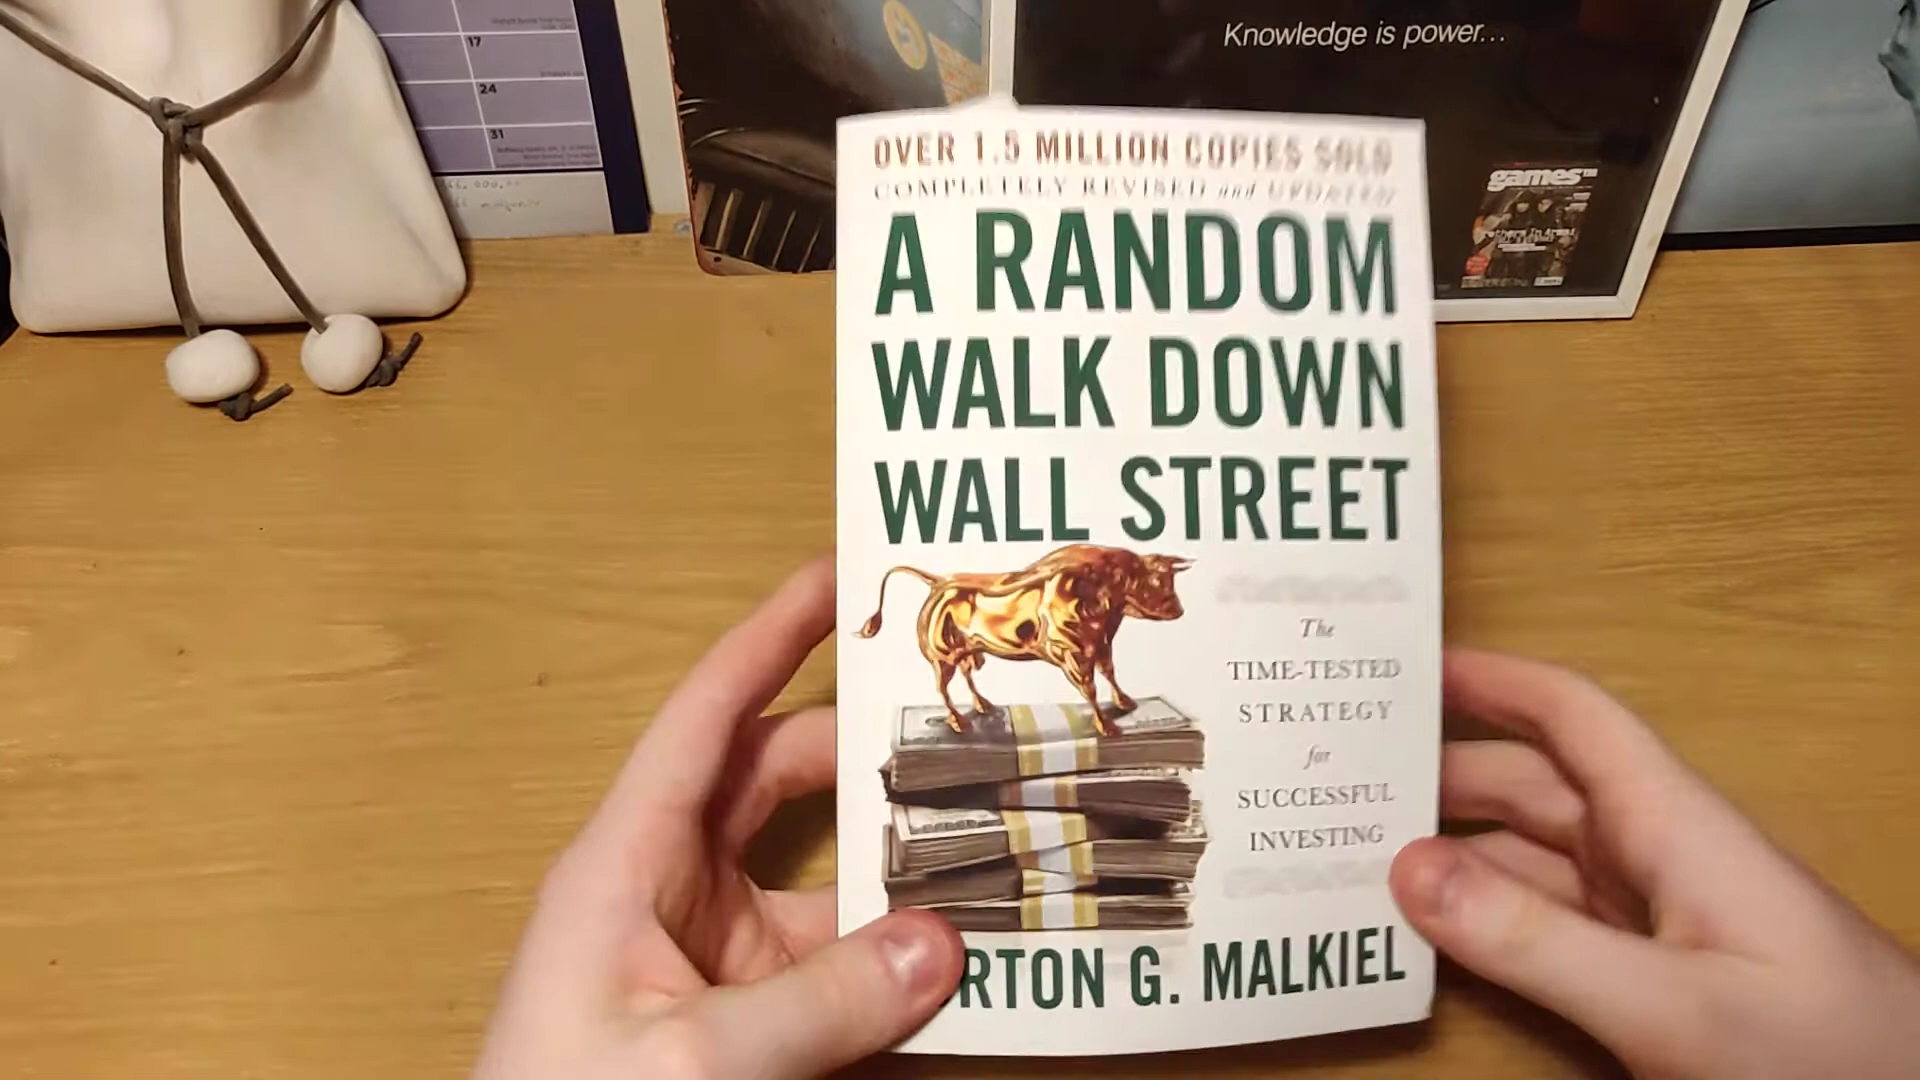 17
24
31
Knowledge is power...
games™
OVER 1.5 MILLION COPIES SOLD
COMPLETELY REVISED and UPDATED
A RANDOM
WALK DOWN
WALL STREET
The
TIME-TESTED
STRATEGY
for
SUCCESSFUL
INVESTING
RTON G. MALKIEL